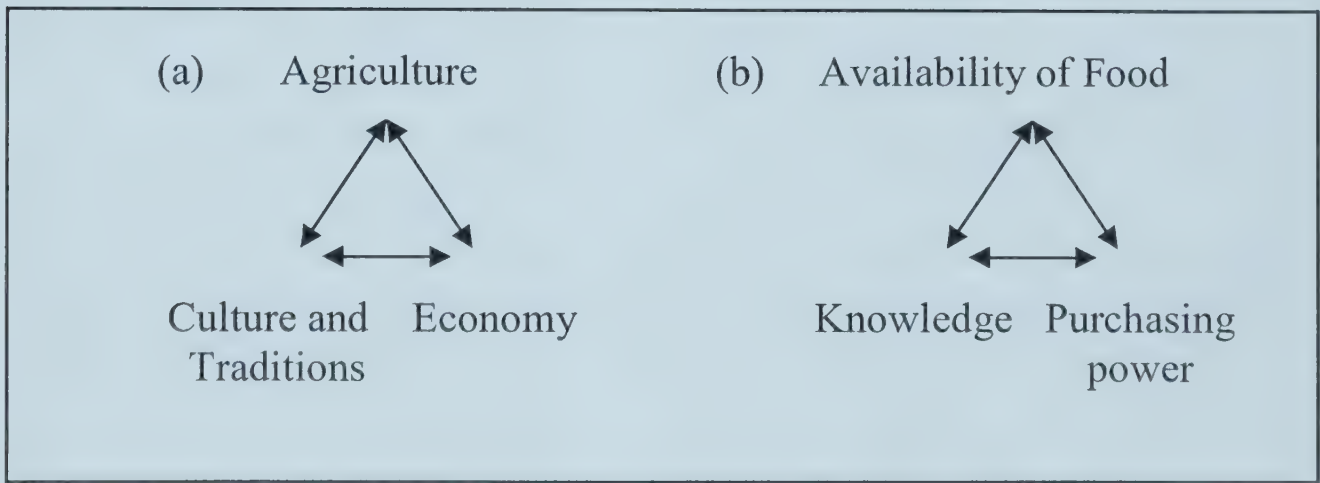 (a) Agriculture
Culture and Economy
Traditions
(b) Availability of Food
Knowledge Purchasing
power